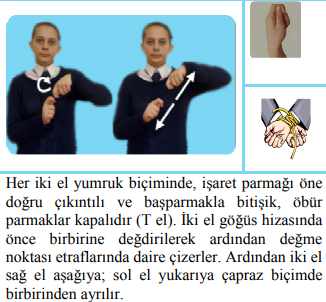 Her iki el yumruk biçiminde, işaret parmağı öne
doğru çıkıntılı ve başparmakla bitişik, öbür
parmaklar kapalıdır (T el). İki el göğüs hizasında
önce birbirine değdirilerek ardından değme
noktası etraflarında daire çizerler. Ardından iki el
sağ el aşağıya; sol el yukarıya çapraz biçimde
birbirinden ayrılır.